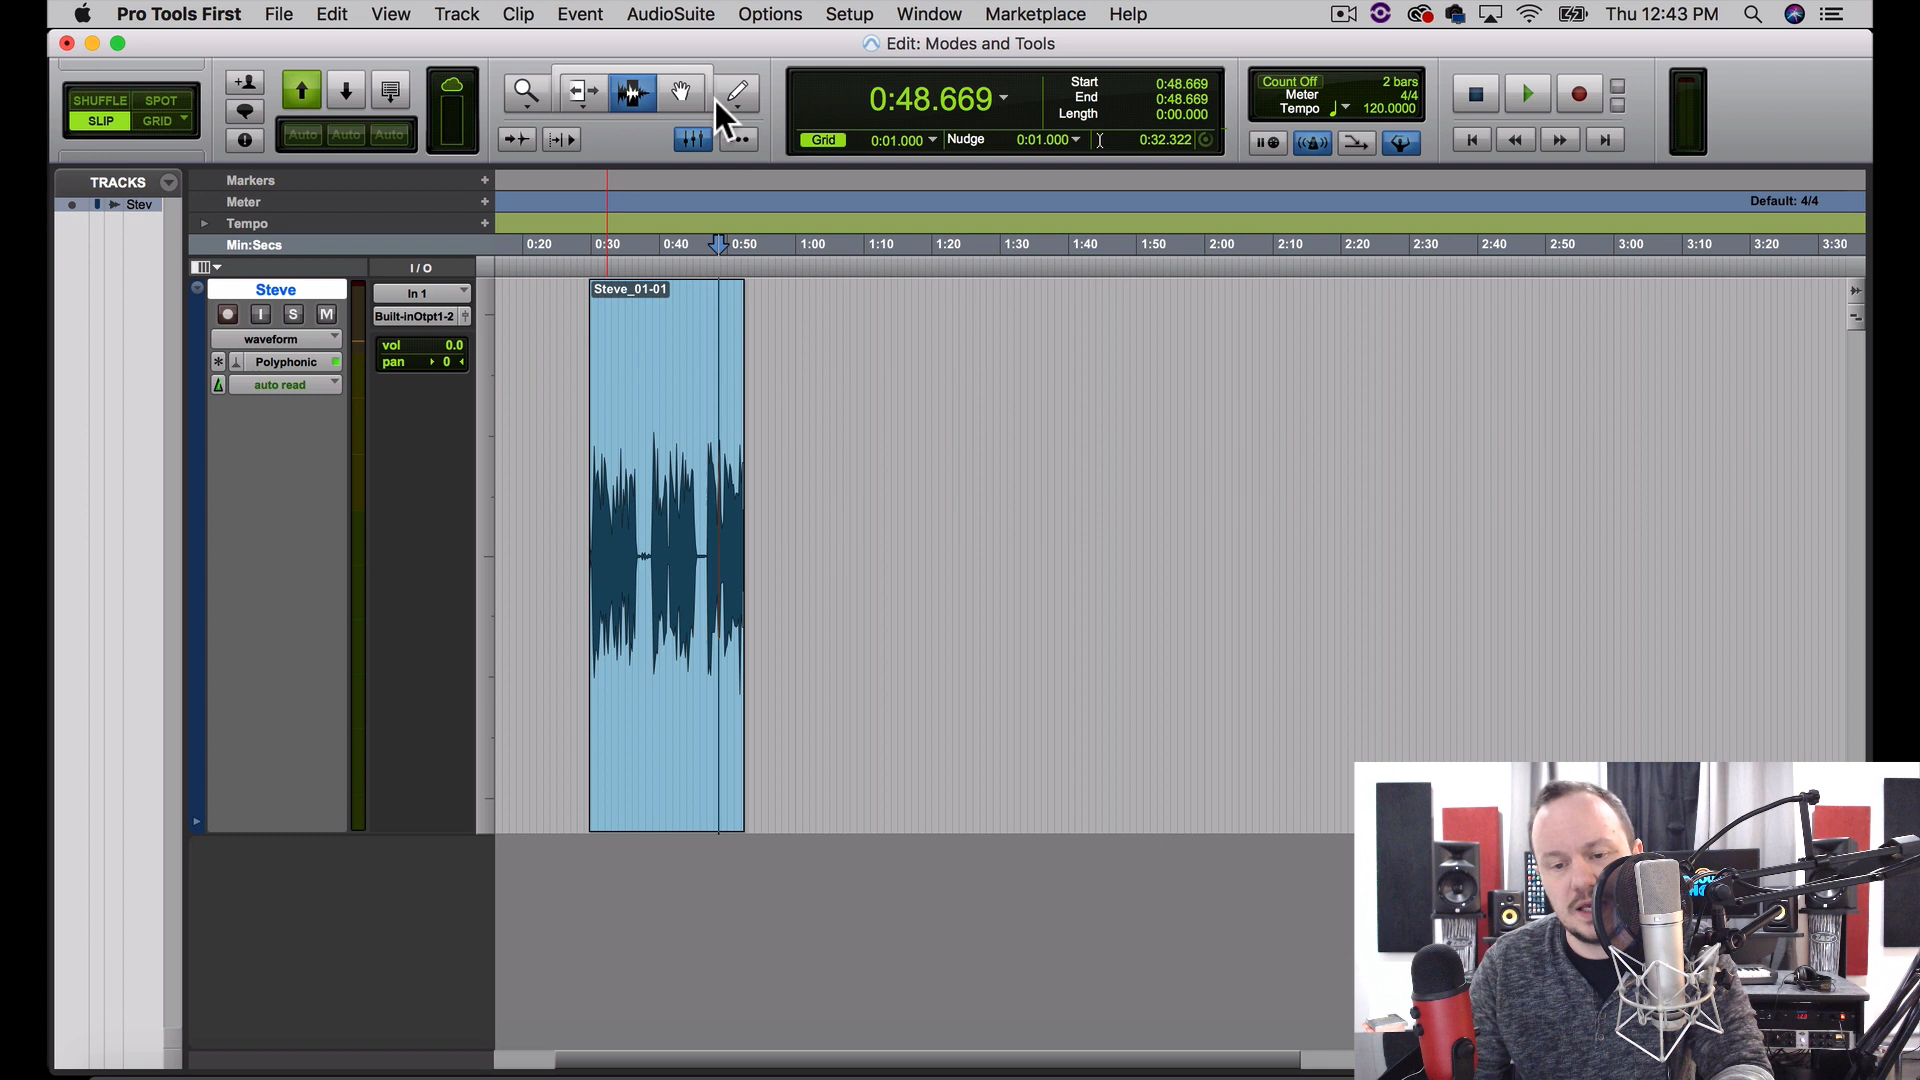 Pro Tools First File Edit View Track Clip Event AudioSuite Options Setup Window Marketplace Help Thu 12:43 PM
Edit: Modes and Tools
SHUFFLE SPOT
SLIP GRID
Auto Auto Auto
0:48.669
Start 0:48.669
End 0:48.669
Length 0:00.000
Grid 0:01.000 Nudge 0:01.000 0:32.322
Count Off 2 bars
Meter 4/4
Tempo 120.0000
TRACKS
Stev
Markers
Meter
Default: 4/4
Tempo
Min:Secs
0:20 0:30 0:40 0:50 1:00 1:10 1:20 1:30 1:40 1:50 2:00 2:10 2:20 2:30 2:40 2:50 3:00 3:10 3:20 3:30
I / O
Steve
In 1
Steve_01-01
I S M
Built-inOtpt1-2
waveform
vol 0.0
Polyphonic
pan 0
auto read